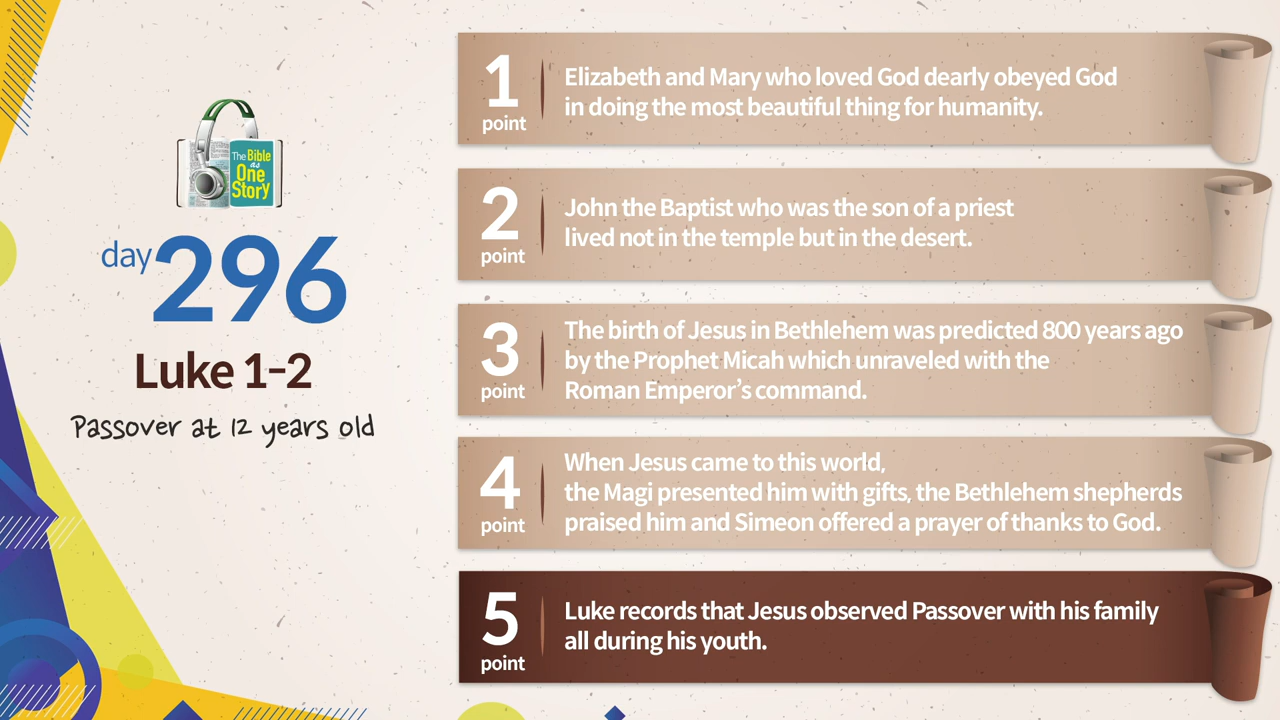 The Bible
as
One
Story
day 296
Luke 1-2
Passover at 12 years old
1
point
Elizabeth and Mary who loved God dearly obeyed God
in doing the most beautiful thing for humanity.
2
point
John the Baptist who was the son of a priest
lived not in the temple but in the desert.
3
point
The birth of Jesus in Bethlehem was predicted 800 years ago
by the Prophet Micah which unraveled with the
Roman Emperor’s command.
4
point
When Jesus came to this world,
the Magi presented him with gifts, the Bethlehem shepherds
praised him and Simeon offered a prayer of thanks to God.
5
point
Luke records that Jesus observed Passover with his family
all during his youth.